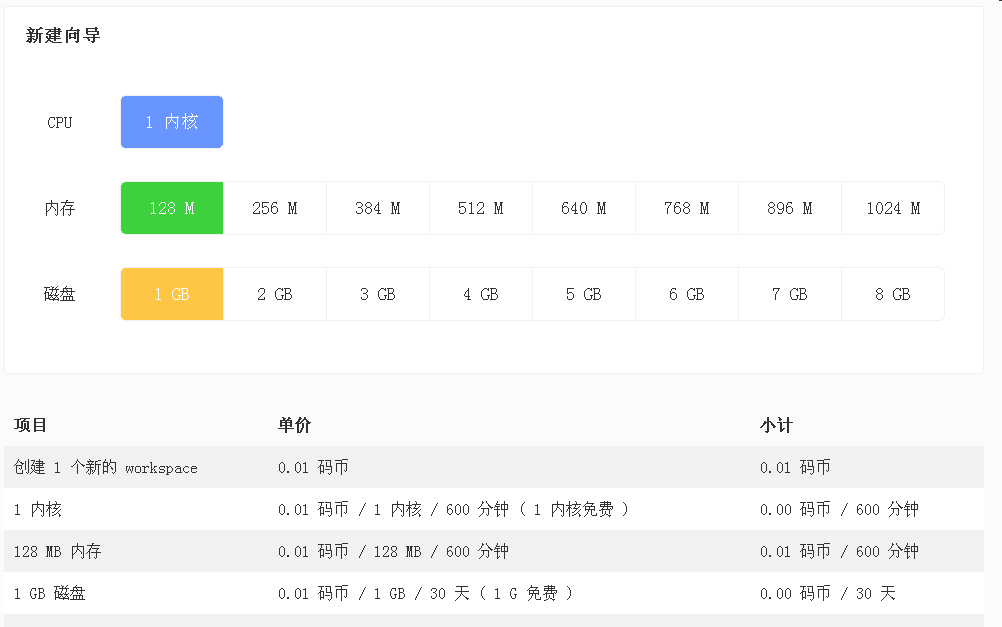 新建向导
CPU 1 内核
内存 128 M 256 M 384 M 512 M 640 M 768 M 896 M 1024 M
磁盘 1 GB 2 GB 3 GB 4 GB 5 GB 6 GB 7 GB 8 GB
项目 单价 小计
创建 1 个新的 workspace 0.01 码币 0.01 码币
1 内核 0.01 码币 / 1 内核 / 600 分钟 ( 1 内核免费 ) 0.00 码币 / 600 分钟
128 MB 内存 0.01 码币 / 128 MB / 600 分钟 0.01 码币 / 600 分钟
1 GB 磁盘 0.01 码币 / 1 GB / 30 天 ( 1 G 免费 ) 0.00 码币 / 30 天